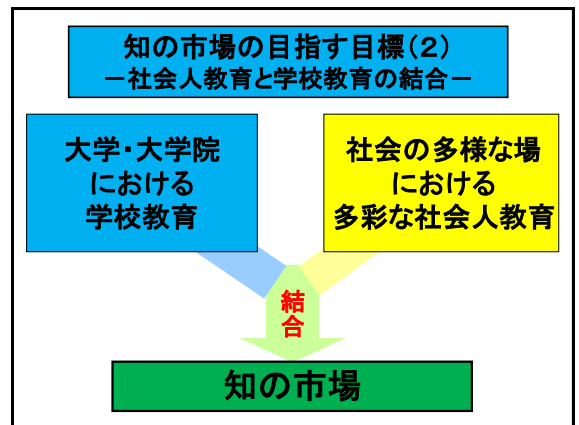 知の市場の目指す目標(2)
－社会人教育と学校教育の結合－
大学・大学院
における
学校教育
社会の多様な場
における
多彩な社会人教育
結
合
知の市場